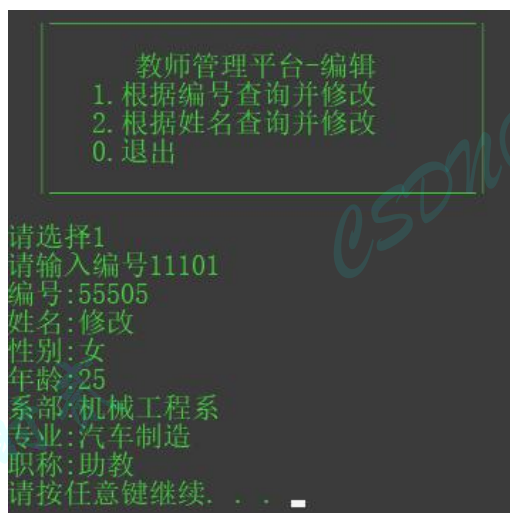 教师管理平台-编辑
1.根据编号查询并修改
2.根据姓名查询并修改
0.退出
请选择1
请输入编号11101
编号:55505
姓名:修改
性别:女
年龄:25
系部:机械工程系
专业:汽车制造
职称:助教
请按任意键继续. . .
CSDN